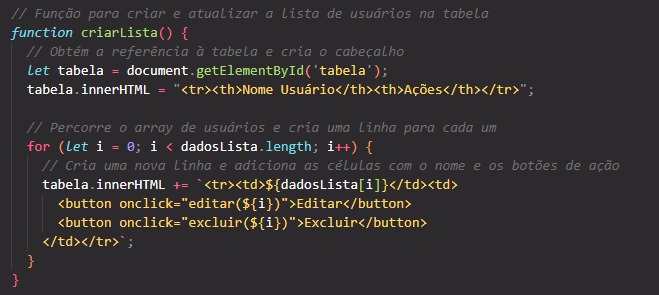 // Função para criar e atualizar a lista de usuários na tabela
function criarLista() {
// Obtém a referência à tabela e cria o cabeçalho
let tabela = document.getElementById('tabela');
tabela.innerHTML = "<tr><th>Nome Usuário</th><th>Ações</th></tr>";
// Percorre o array de usuários e cria uma linha para cada um
for (let i = 0; i < dadosLista.length; i++) {
// Cria uma nova linha e adiciona as células com o nome e os botões de ação
tabela.innerHTML += `<tr><td>${dadosLista[i]}</td><td>
<button onclick="editar(${i})">Editar</button>
<button onclick="excluir(${i})">Excluir</button>
</td></tr>`;
}
}